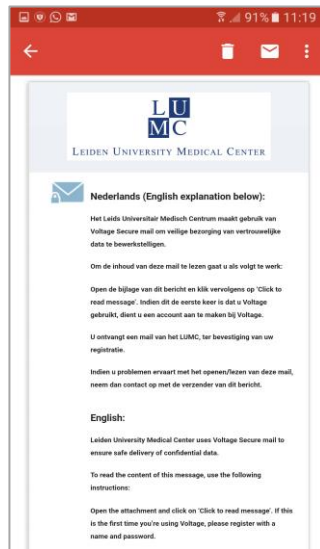 91% 11:19
L U
M C
LEIDEN UNIVERSITY MEDICAL CENTER
Nederlands (English explanation below):
Het Leids Universitair Medisch Centrum maakt gebruik van
Voltage Secure mail om veilige bezorging van vertrouwelijke
data te bewerkstelligen.
Om de inhoud van deze mail te lezen gaat u als volgt te werk:
Open de bijlage van dit bericht en klik vervolgens op 'Click to
read message'. Indien dit de eerste keer is dat u Voltage
gebruikt, dient u een account aan te maken bij Voltage.
U ontvangt een mail van het LUMC, ter bevestiging van uw
registratie.
Indien u problemen ervaart met het openen/lezen van deze mail,
neem dan contact op met de verzender van dit bericht.
English:
Leiden University Medical Center uses Voltage Secure mail to
ensure safe delivery of confidential data.
To read the content of this message, use the following
instructions:
Open the attachment and click on 'Click to read message'. If this
is the first time you're using Voltage, please register with a
name and password.